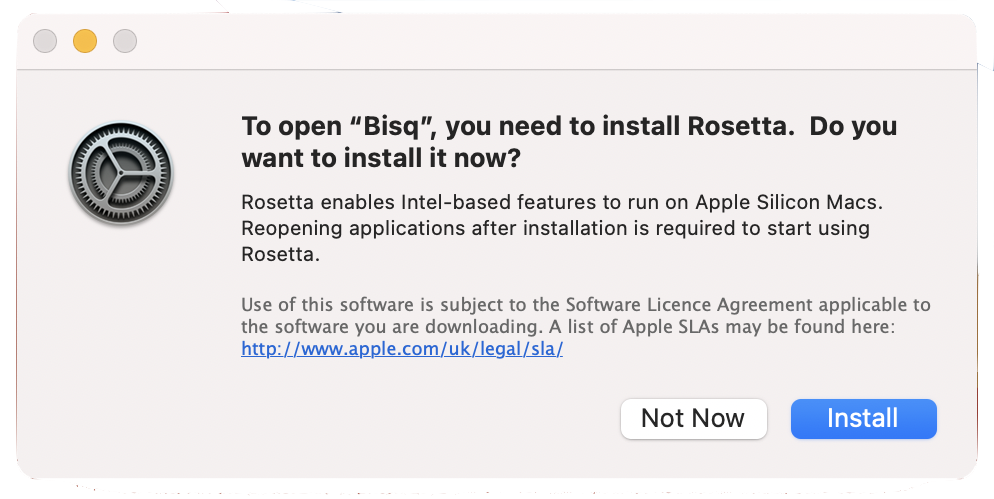 To open “Bisq”, you need to install Rosetta.  Do you
want to install it now?
Rosetta enables Intel-based features to run on Apple Silicon Macs.
Reopening applications after installation is required to start using
Rosetta.
Use of this software is subject to the Software Licence Agreement applicable to
the software you are downloading. A list of Apple SLAs may be found here:
http://www.apple.com/uk/legal/sla/
Not Now
Install